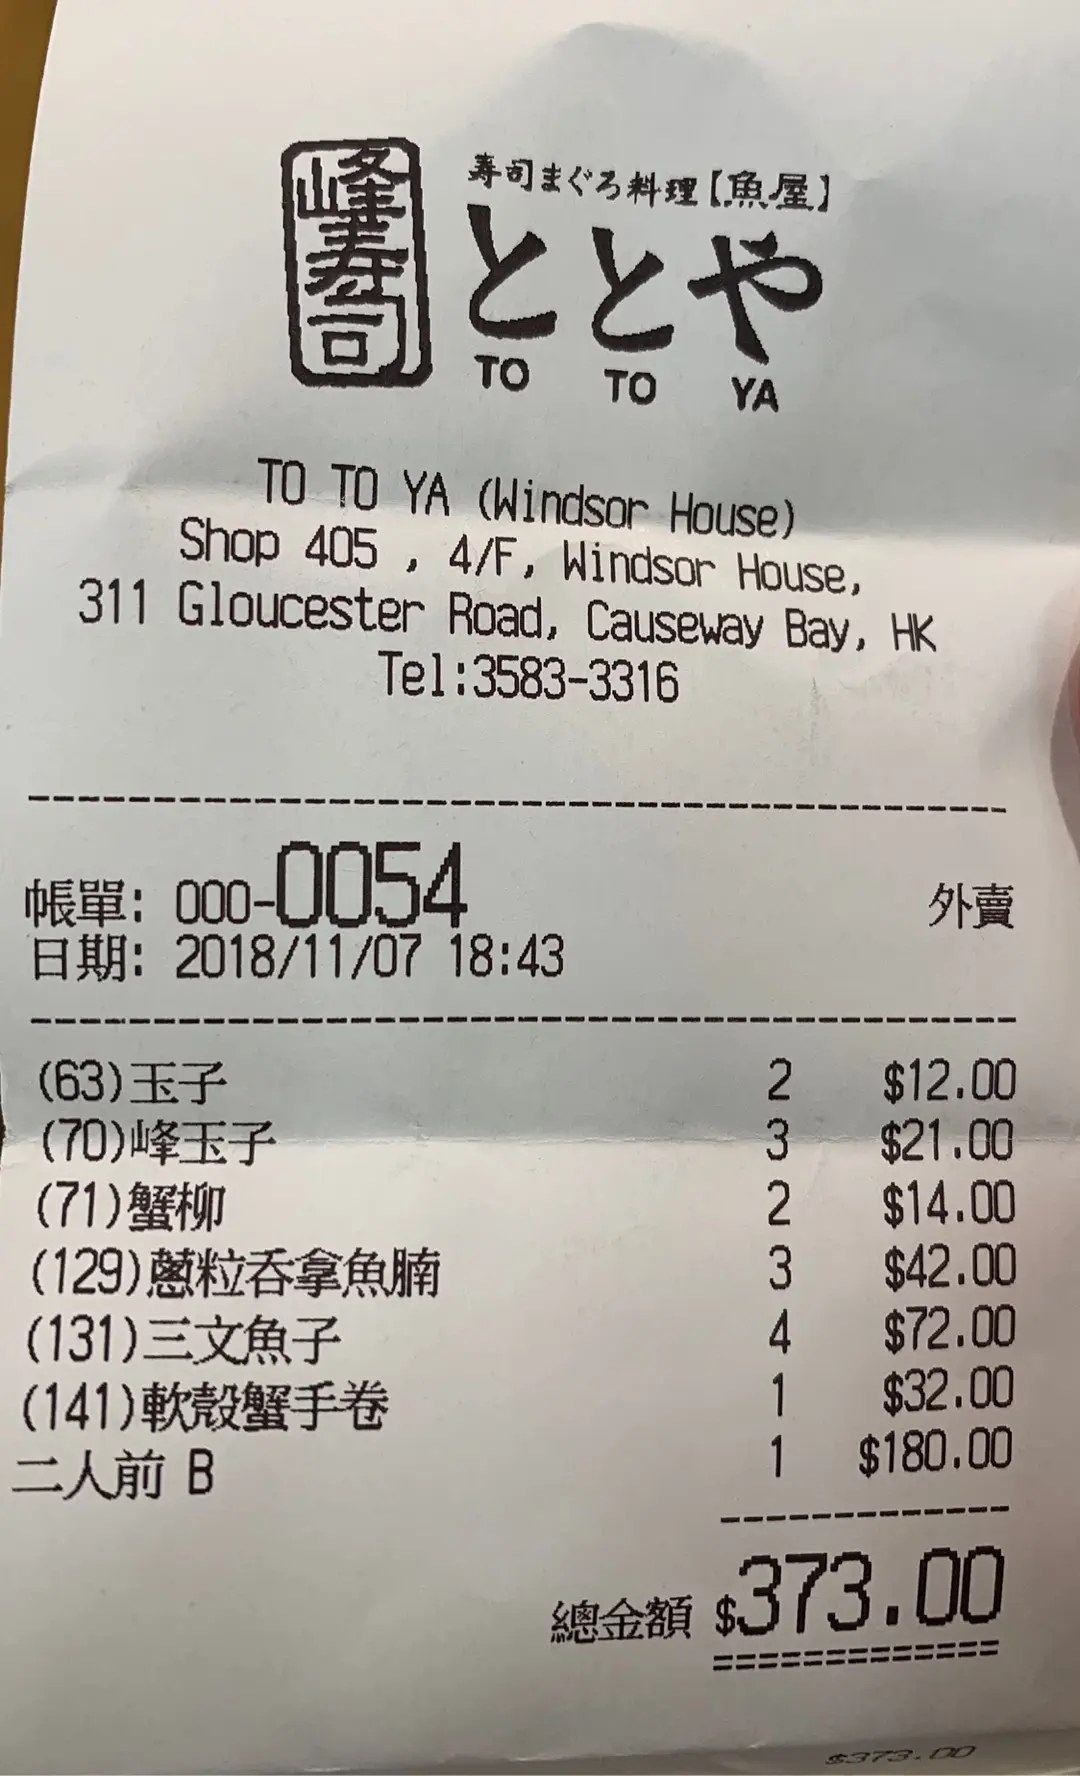 峰寿司
寿司まぐろ料理【魚屋】
ととや
TO TO YA
TO TO YA (Windsor House)
Shop 405 , 4/F, Windsor House,
311 Gloucester Road, Causeway Bay, HK
Tel:3583-3316
帳單: 000-0054 外賣
日期: 2018/11/07 18:43
(63)玉子 2 $12.00
(70)峰玉子 3 $21.00
(71)蟹柳 2 $14.00
(129)蔥粒吞拿魚腩 3 $42.00
(131)三文魚子 4 $72.00
(141)軟殼蟹手卷 1 $32.00
二人前 B 1 $180.00
總金額 $373.00
$373.00